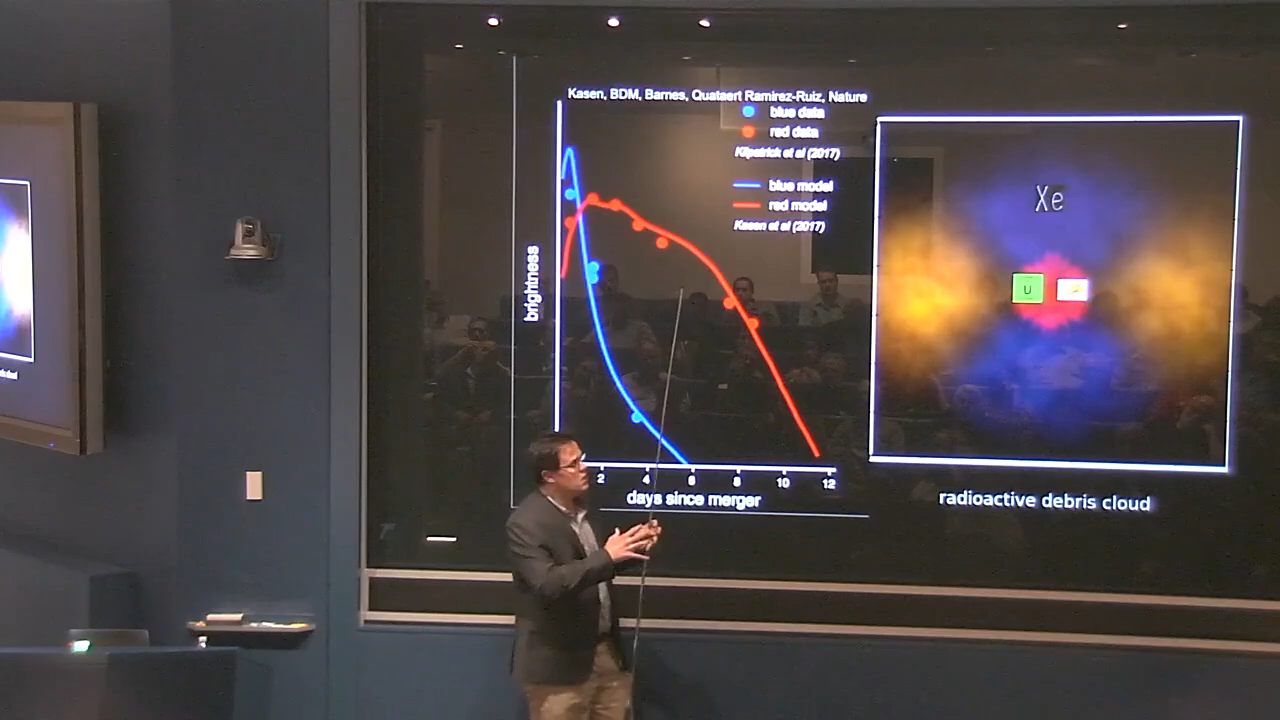 Kasen, BDM, Barnes, Quataert Ramirez-Ruiz, Nature
blue data
red data
Kilpatrick et al (2017)
blue model
red model
Kasen et al (2017)
brightness
2 4 6 8 10 12
days since merger
Xe
U
radioactive debris cloud